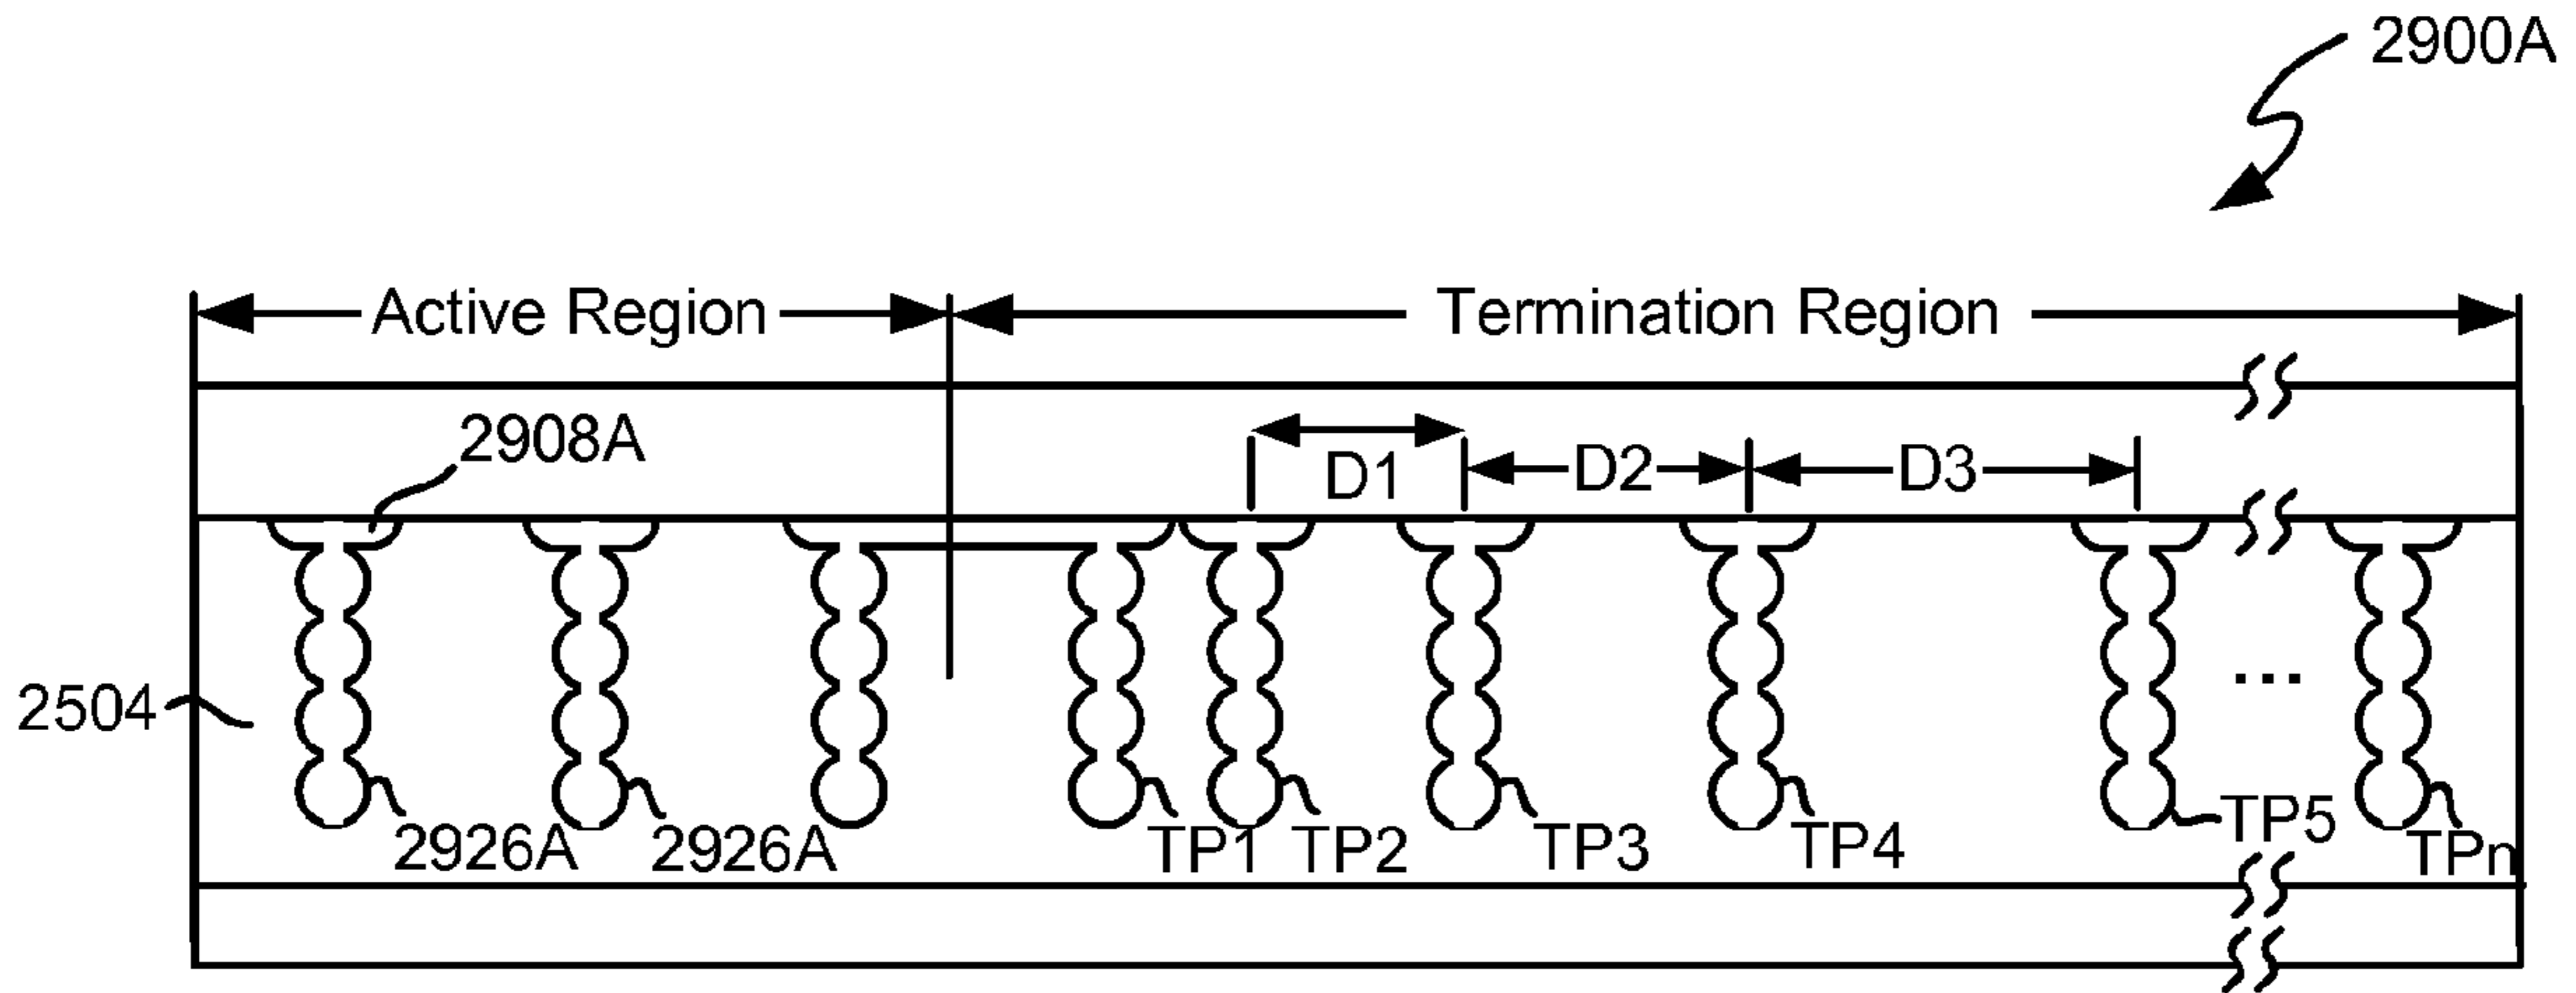 2900A
Active Region
Termination Region
2908A
D1
D2
D3
2504
2926A
2926A
TP1
TP2
TP3
TP4
TP5
...
TPn